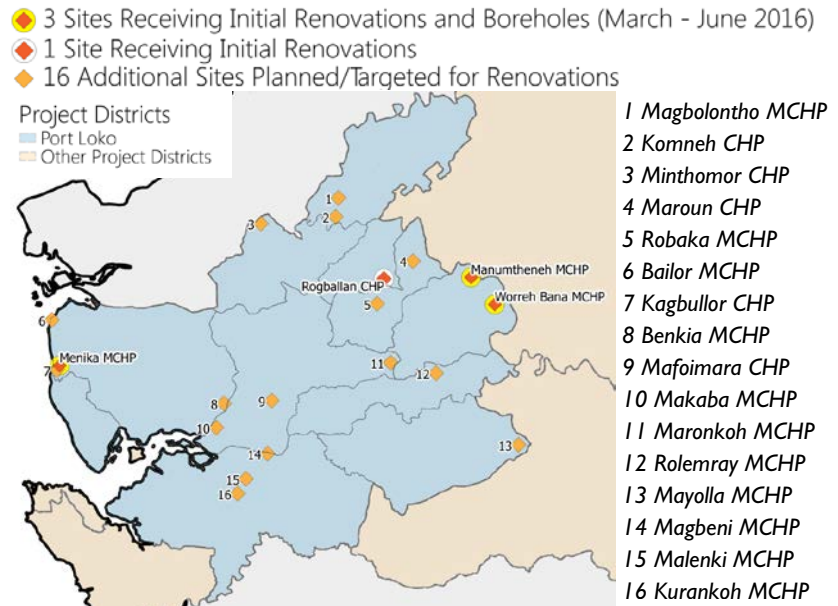 3 Sites Receiving Initial Renovations and Boreholes (March - June 2016)
1 Site Receiving Initial Renovations
16 Additional Sites Planned/Targeted for Renovations
Project Districts
Port Loko
Other Project Districts
1
2
3
4
Manumtheneh MCHP
Rogballan CHP
Worreh Bana MCHP
5
6
Menika MCHP
7
11
12
8
9
10
13
14
15
16
1 Magbolontho MCHP
2 Komneh CHP
3 Minthomor CHP
4 Maroun CHP
5 Robaka MCHP
6 Bailor MCHP
7 Kagbullor CHP
8 Benkia MCHP
9 Mafoimara CHP
10 Makaba MCHP
11 Maronkoh MCHP
12 Rolemray MCHP
13 Mayolla MCHP
14 Magbeni MCHP
15 Malenki MCHP
16 Kurankoh MCHP